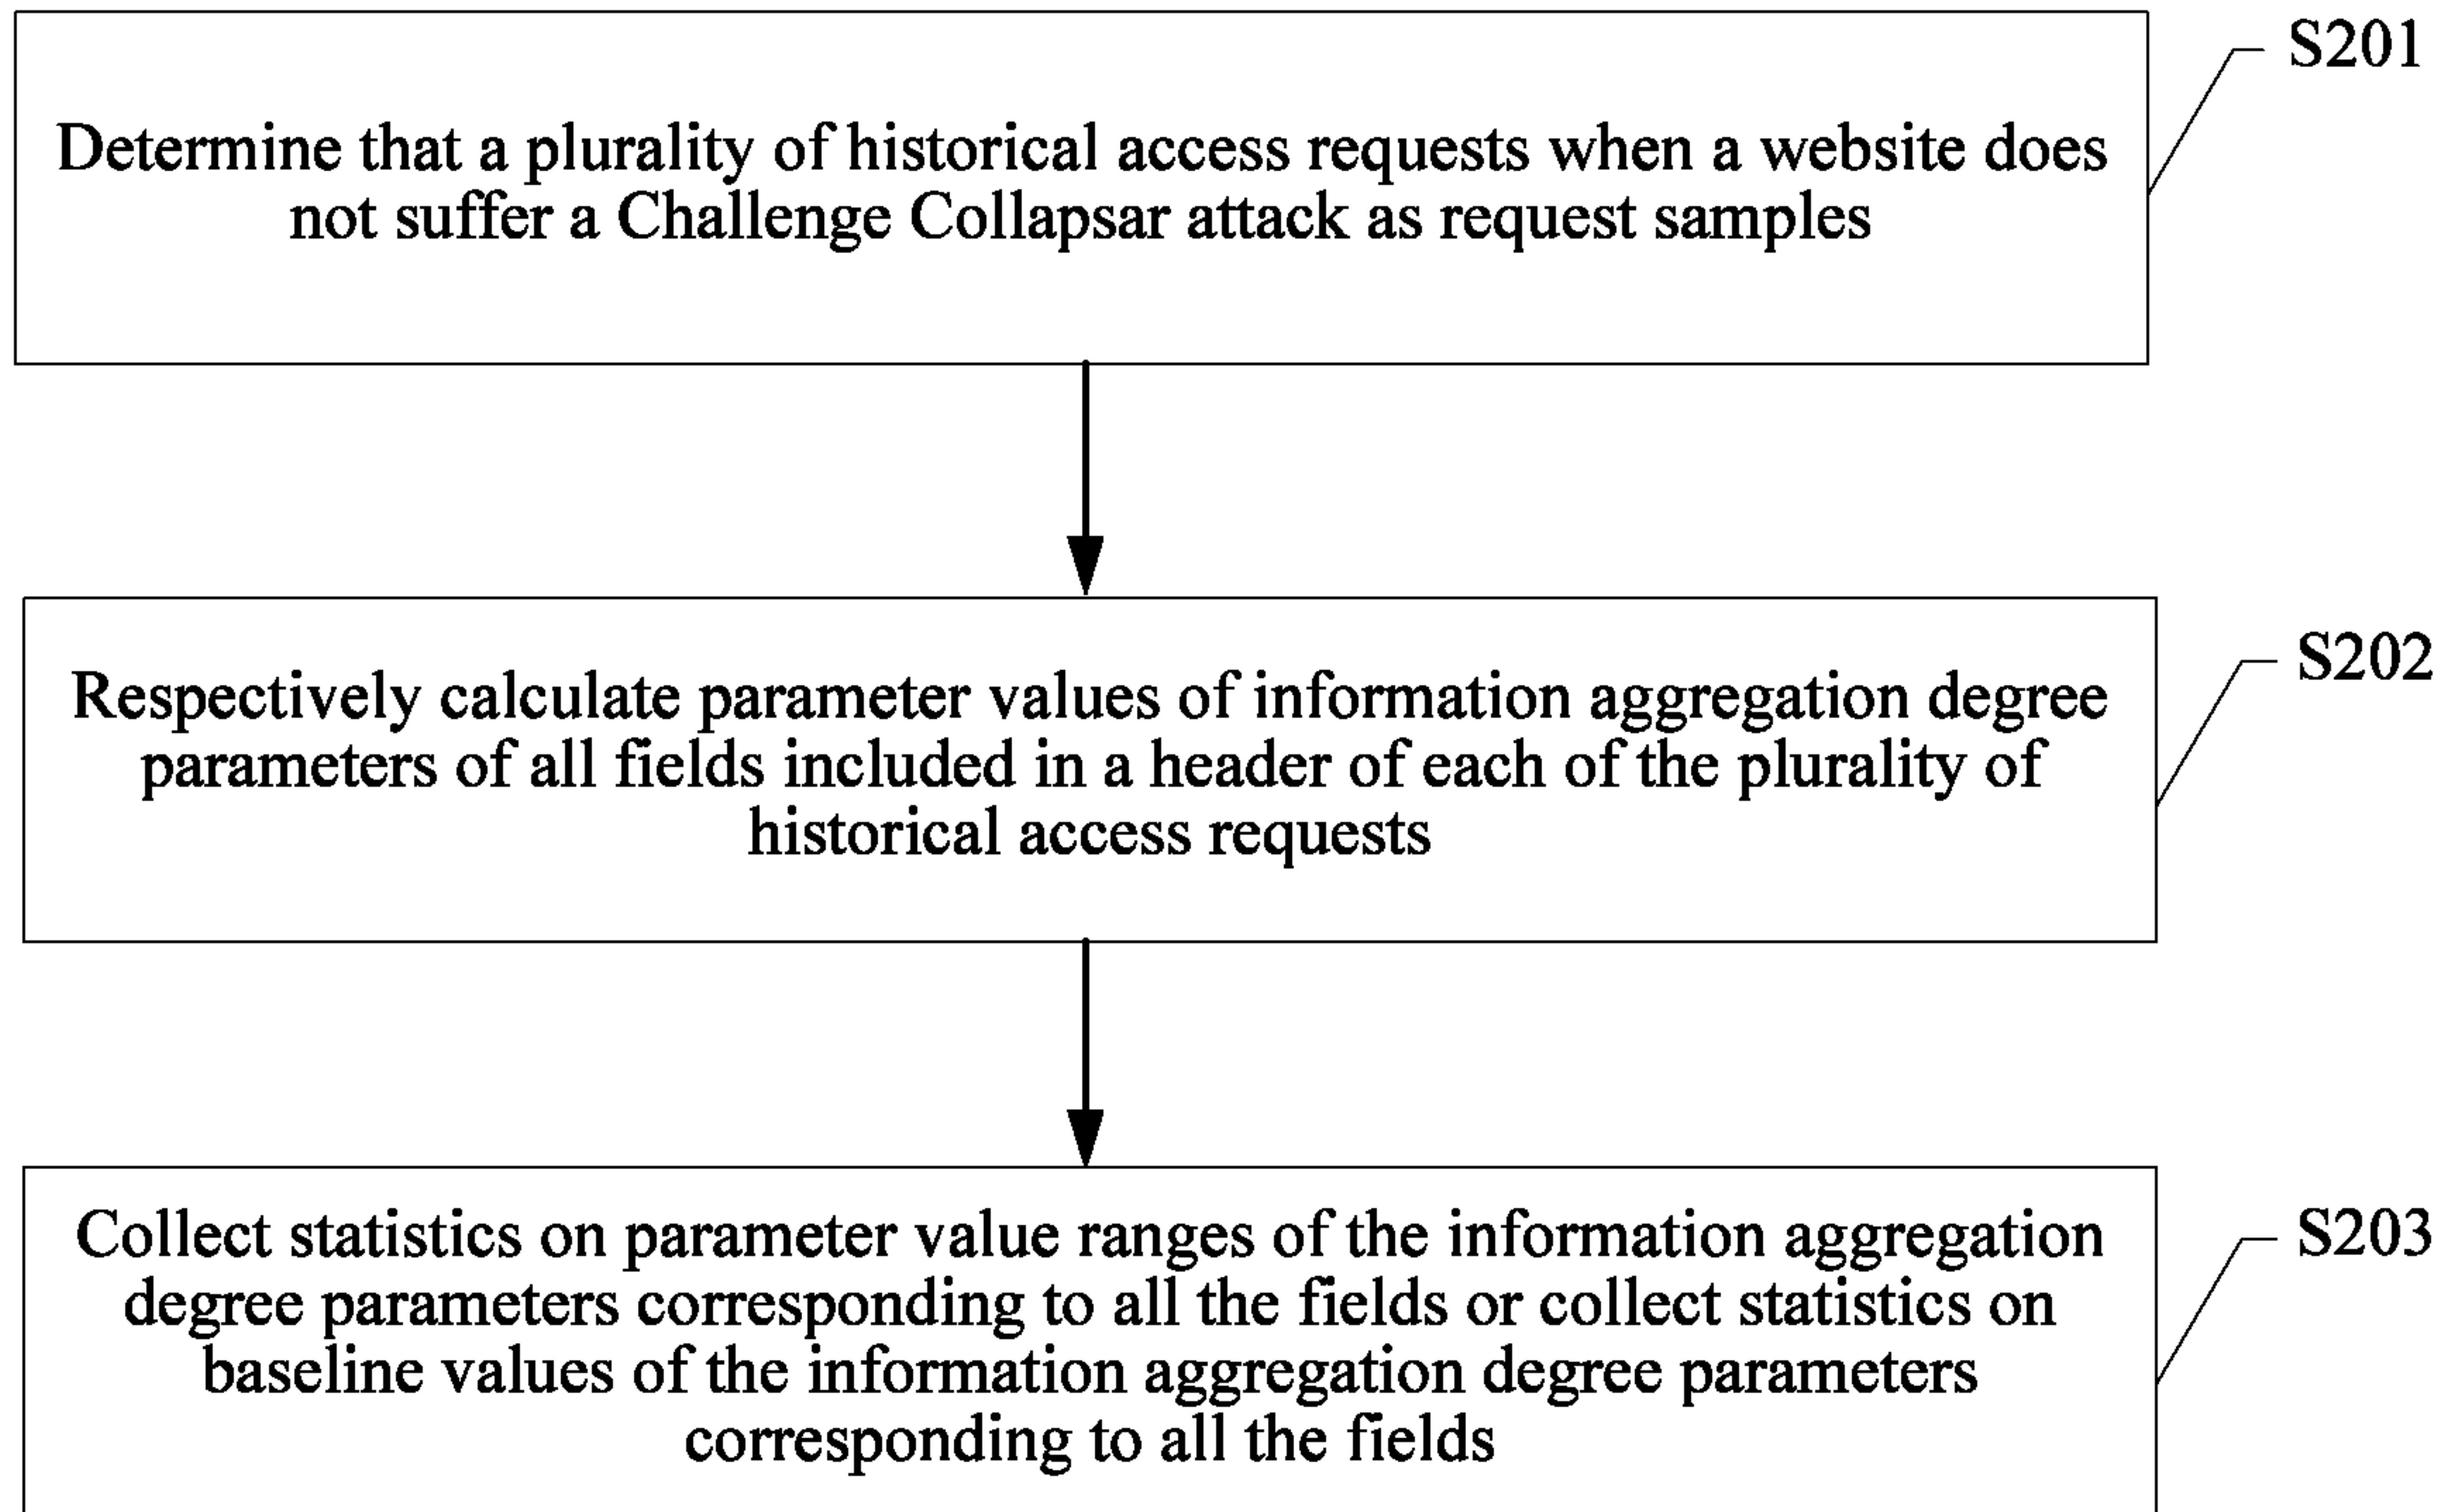 S201
Determine that a plurality of historical access requests when a website does
not suffer a Challenge Collapsar attack as request samples
S202
Respectively calculate parameter values of information aggregation degree
parameters of all fields included in a header of each of the plurality of
historical access requests
S203
Collect statistics on parameter value ranges of the information aggregation
degree parameters corresponding to all the fields or collect statistics on
baseline values of the information aggregation degree parameters
corresponding to all the fields